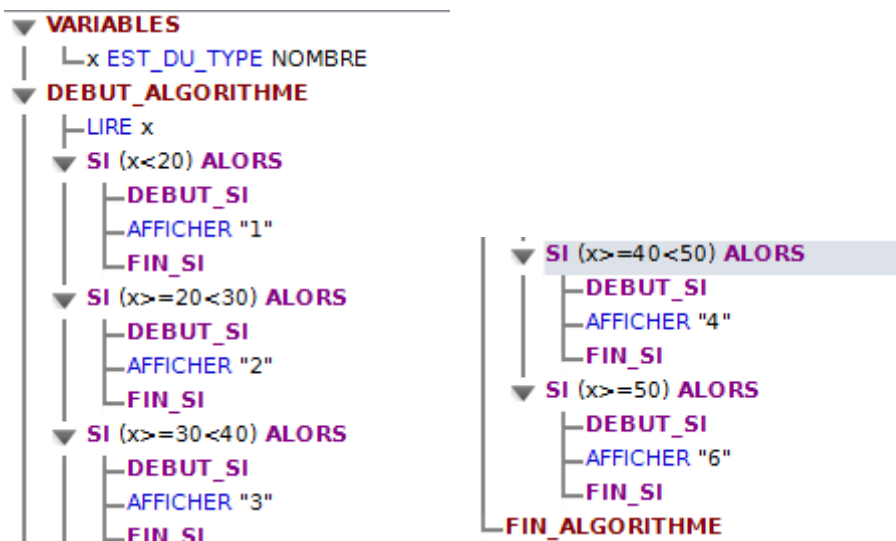 VARIABLES
x EST_DU_TYPE NOMBRE
DEBUT_ALGORITHME
LIRE x
SI (x<20) ALORS
DEBUT_SI
AFFICHER "1"
FIN_SI
SI (x>=20<30) ALORS
DEBUT_SI
AFFICHER "2"
FIN_SI
SI (x>=30<40) ALORS
DEBUT_SI
AFFICHER "3"
FIN_SI
SI (x>=40<50) ALORS
DEBUT_SI
AFFICHER "4"
FIN_SI
SI (x>=50) ALORS
DEBUT_SI
AFFICHER "6"
FIN_SI
FIN_ALGORITHME